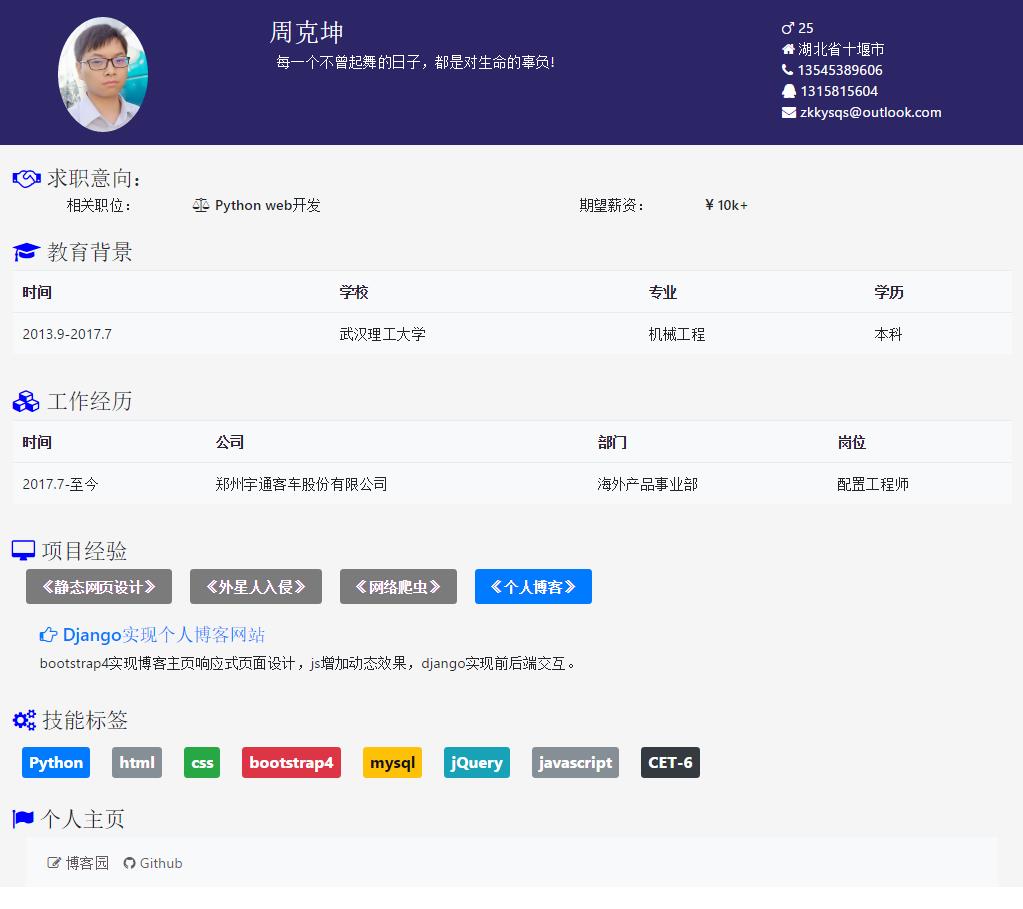 周克坤
每一个不曾起舞的日子，都是对生命的辜负!
25
湖北省十堰市
13545389606
1315815604
zkkysqs@outlook.com
求职意向:
相关职位： Python web开发 期望薪资： ¥ 10k+
教育背景
时间 学校 专业 学历
2013.9-2017.7 武汉理工大学 机械工程 本科
工作经历
时间 公司 部门 岗位
2017.7-至今 郑州宇通客车股份有限公司 海外产品事业部 配置工程师
项目经验
《静态网页设计》 《外星人入侵》 《网络爬虫》 《个人博客》
Django实现个人博客网站
bootstrap4实现博客主页响应式页面设计，js增加动态效果，django实现前后端交互。
技能标签
Python html css bootstrap4 mysql jQuery javascript CET-6
个人主页
博客园 Github